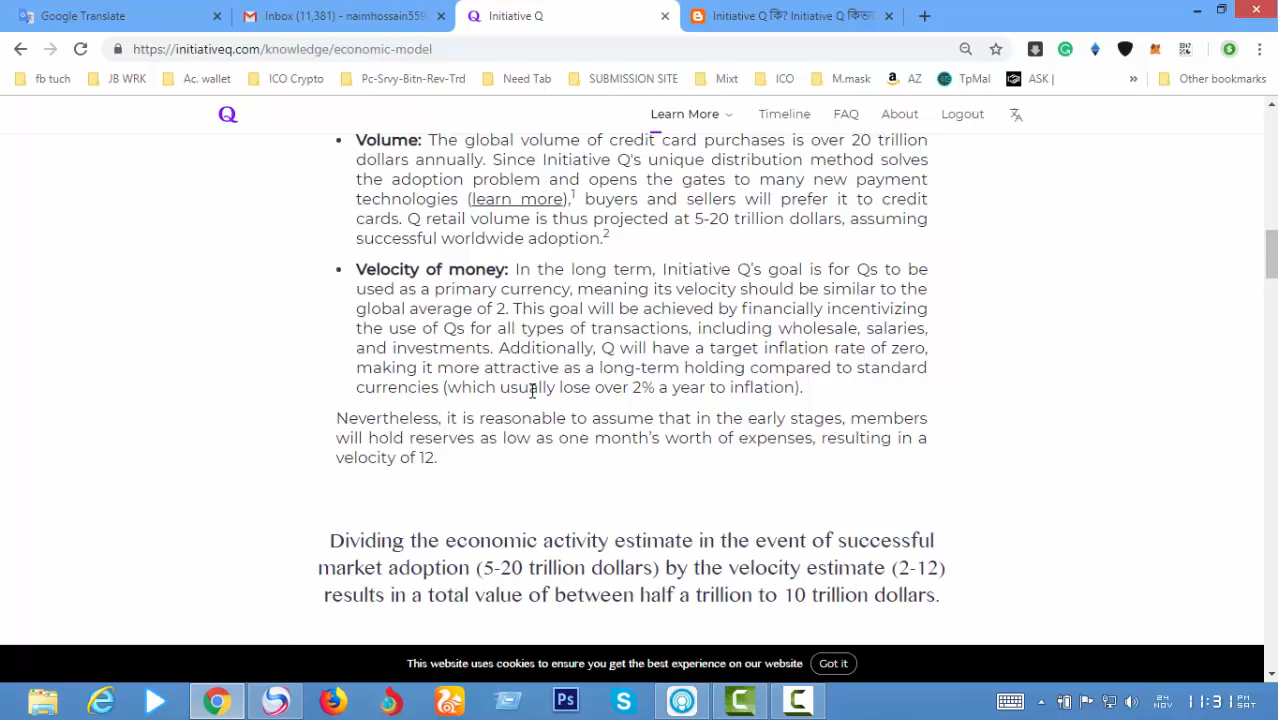 Google Translate
Inbox (11,381) - naimhossain559
Initiative Q
Initiative Q কি? Initiative Q কিভা
https://initiativeq.com/knowledge/economic-model
fb tuch
JB WRK
Ac. wallet
ICO Crypto
Pc-Srvy-Bitn-Rev-Trd
Need Tab
SUBMISSION SITE
Mixt
ICO
M.mask
AZ
TpMal
ASK |
Other bookmarks
Q
Learn More
Timeline
FAQ
About
Logout
• Volume: The global volume of credit card purchases is over 20 trillion
dollars annually. Since Initiative Q's unique distribution method solves
the adoption problem and opens the gates to many new payment
technologies (learn more),1 buyers and sellers will prefer it to credit
cards. Q retail volume is thus projected at 5-20 trillion dollars, assuming
successful worldwide adoption.2
• Velocity of money: In the long term, Initiative Q's goal is for Qs to be
used as a primary currency, meaning its velocity should be similar to the
global average of 2. This goal will be achieved by financially incentivizing
the use of Qs for all types of transactions, including wholesale, salaries,
and investments. Additionally, Q will have a target inflation rate of zero,
making it more attractive as a long-term holding compared to standard
currencies (which usually lose over 2% a year to inflation).
Nevertheless, it is reasonable to assume that in the early stages, members
will hold reserves as low as one month's worth of expenses, resulting in a
velocity of 12.
Dividing the economic activity estimate in the event of successful
market adoption (5-20 trillion dollars) by the velocity estimate (2-12)
results in a total value of between half a trillion to 10 trillion dollars.
This website uses cookies to ensure you get the best experience on our website
Got it
Ps
24
NOV
11:31 PM
SAT